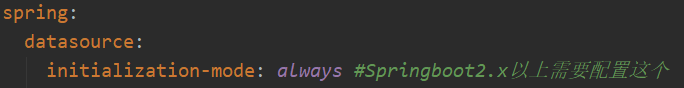 spring:
  datasource:
    initialization-mode: always #Springboot2.x以上需要配置这个